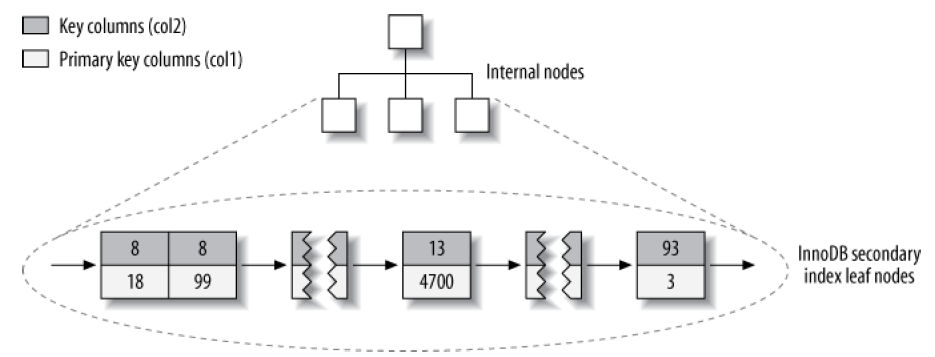 Key columns (col2)
Primary key columns (col1)
Internal nodes
8 8 13 93
18 99 4700 3
InnoDB secondary
index leaf nodes